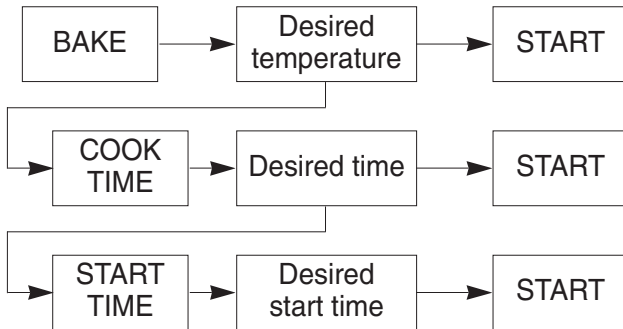 BAKE
Desired
temperature
START
COOK
TIME
Desired time
START
START
TIME
Desired
start time
START